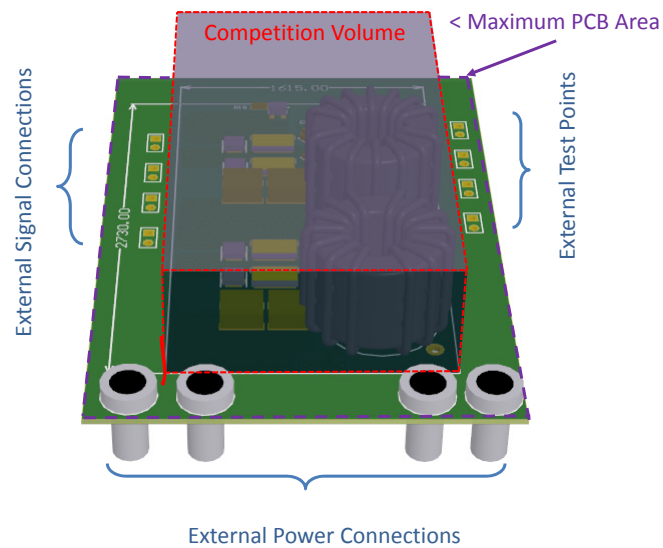 Competition Volume
< Maximum PCB Area
1615.00
External Signal Connections
2730.00
External Test Points
External Power Connections